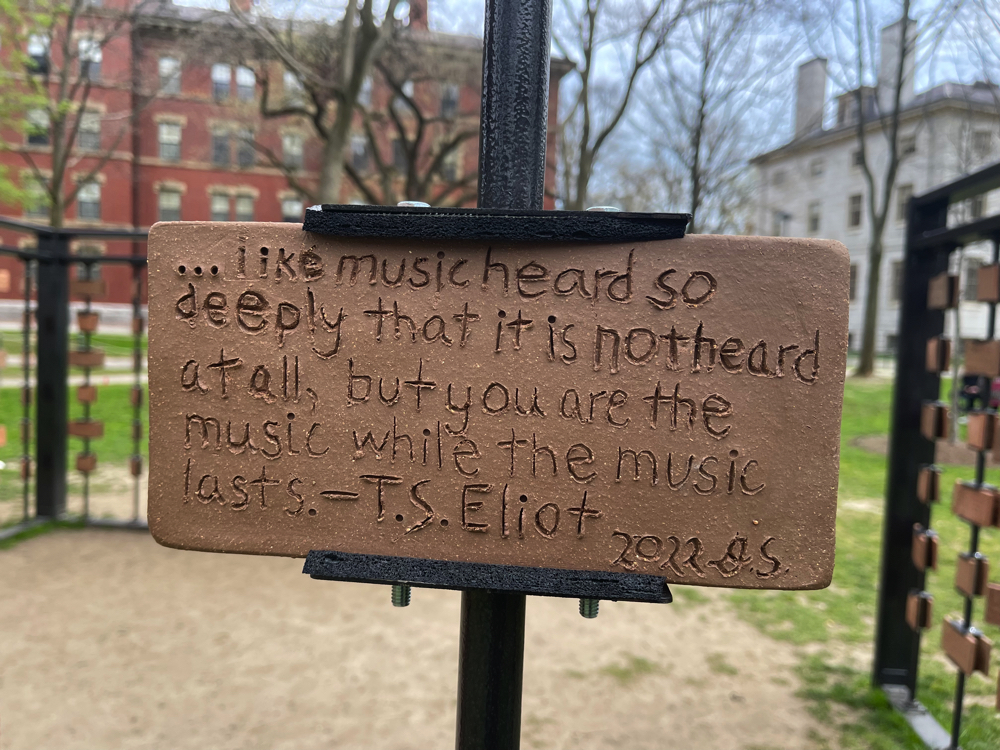 ... like music heard so
deeply that it is not heard
at all, but you are the
music while the music
lasts.-T.S. Eliot
2022 a.s.